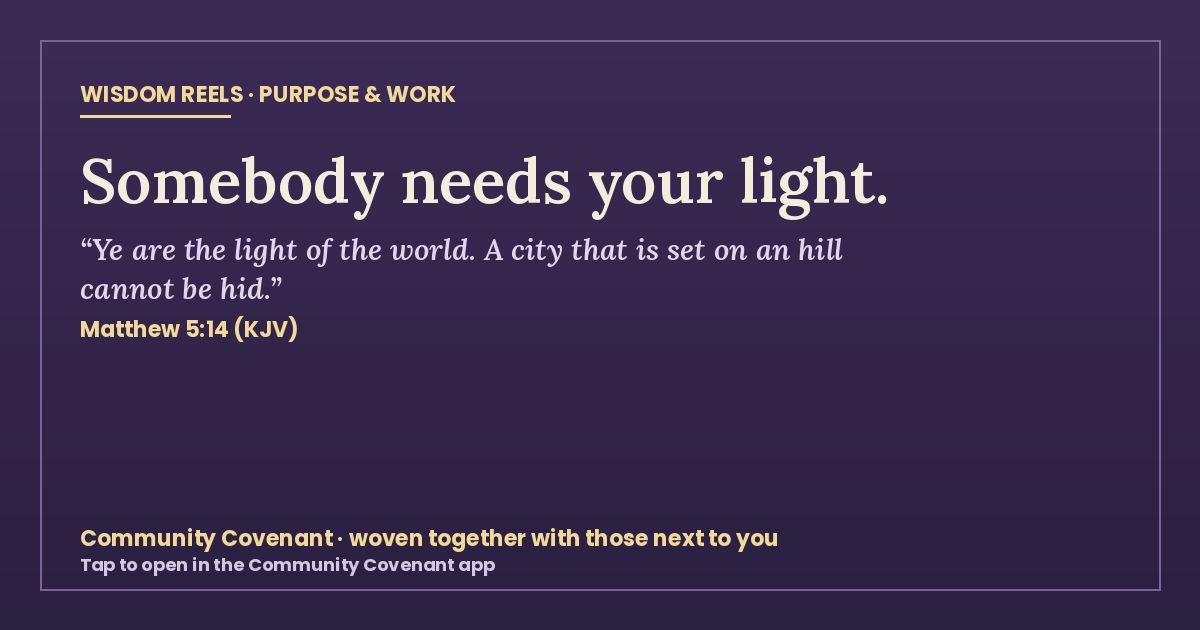 WISDOM REELS · PURPOSE & WORK
Somebody needs your light.
“Ye are the light of the world. A city that is set on an hill
cannot be hid.”
Matthew 5:14 (KJV)
Community Covenant · woven together with those next to you
Tap to open in the Community Covenant app